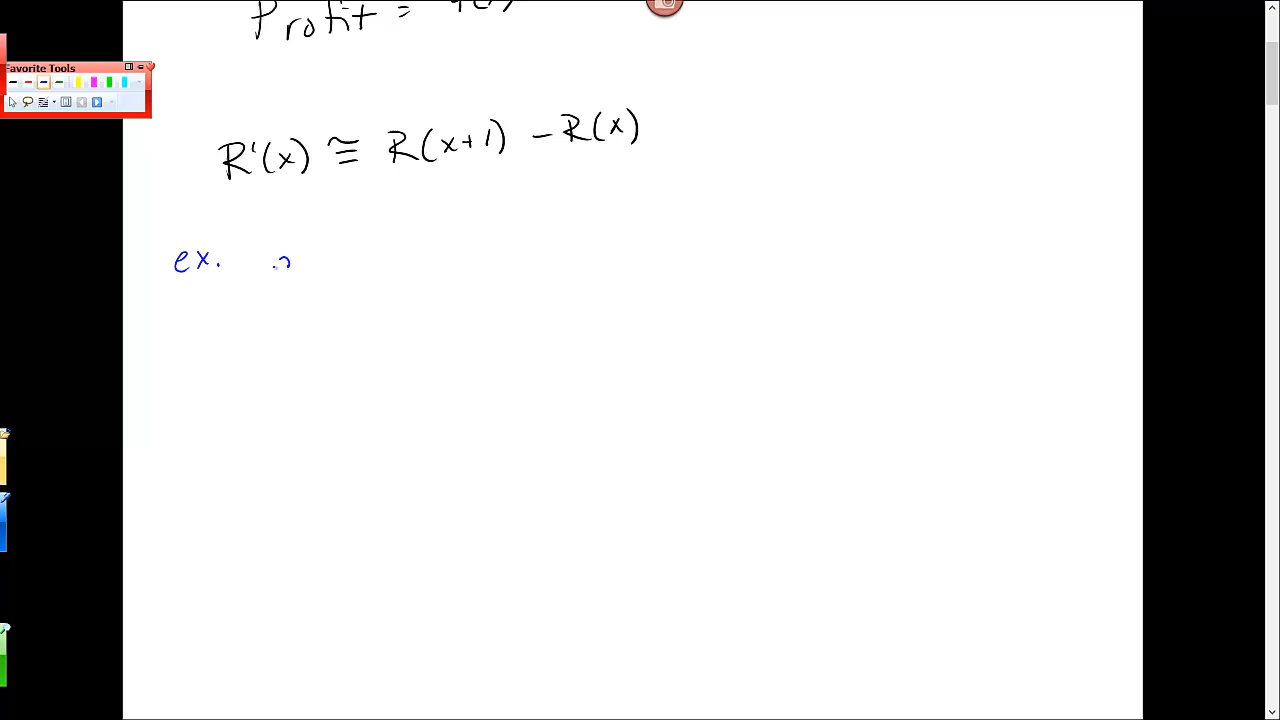 Profit =
Favorite Tools
R'(x) ≅ R(x+1) - R(x)
ex.